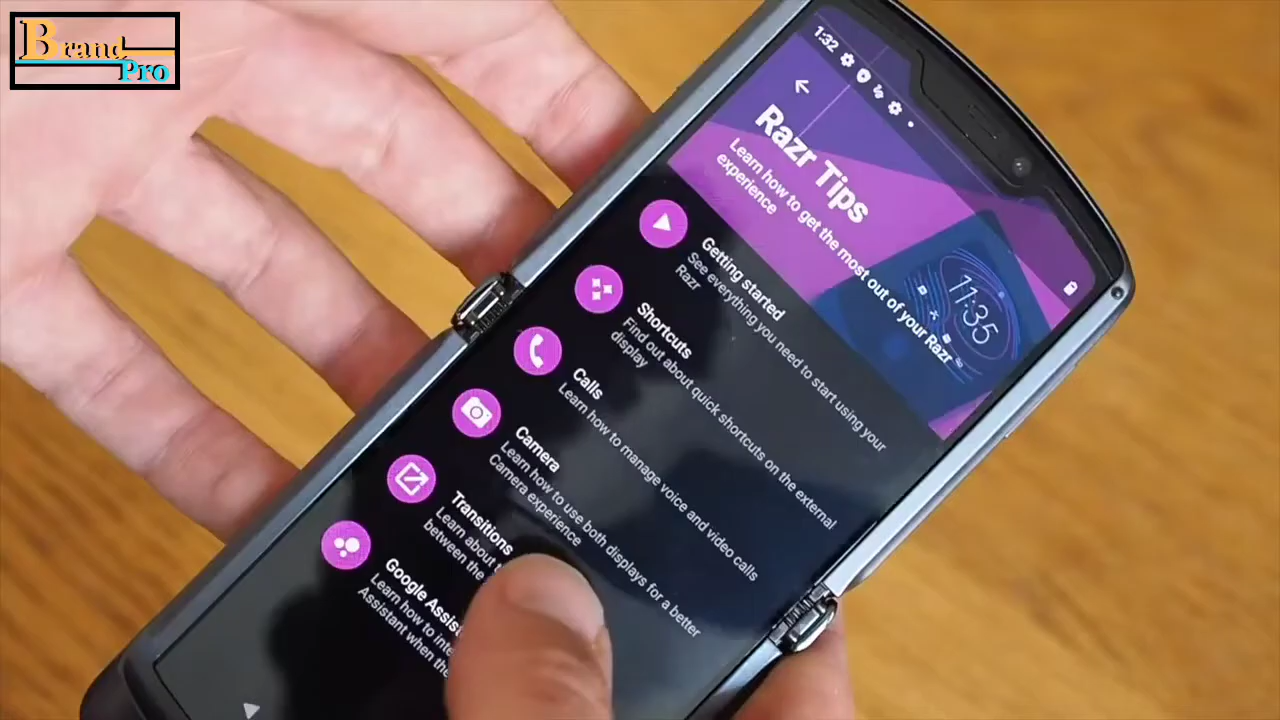 Brand
Pro
1:32
Razr Tips
Learn how to get the most out of your Razr
experience
11:35
Getting started
See everything you need to start using your
Razr
Shortcuts
Find out about quick shortcuts on the external
display
Calls
Learn how to manage voice and video calls
Camera
Learn how to use both displays for a better
Camera experience
Transitions
Learn about
between the
Google
Learn how to
Assistant when the